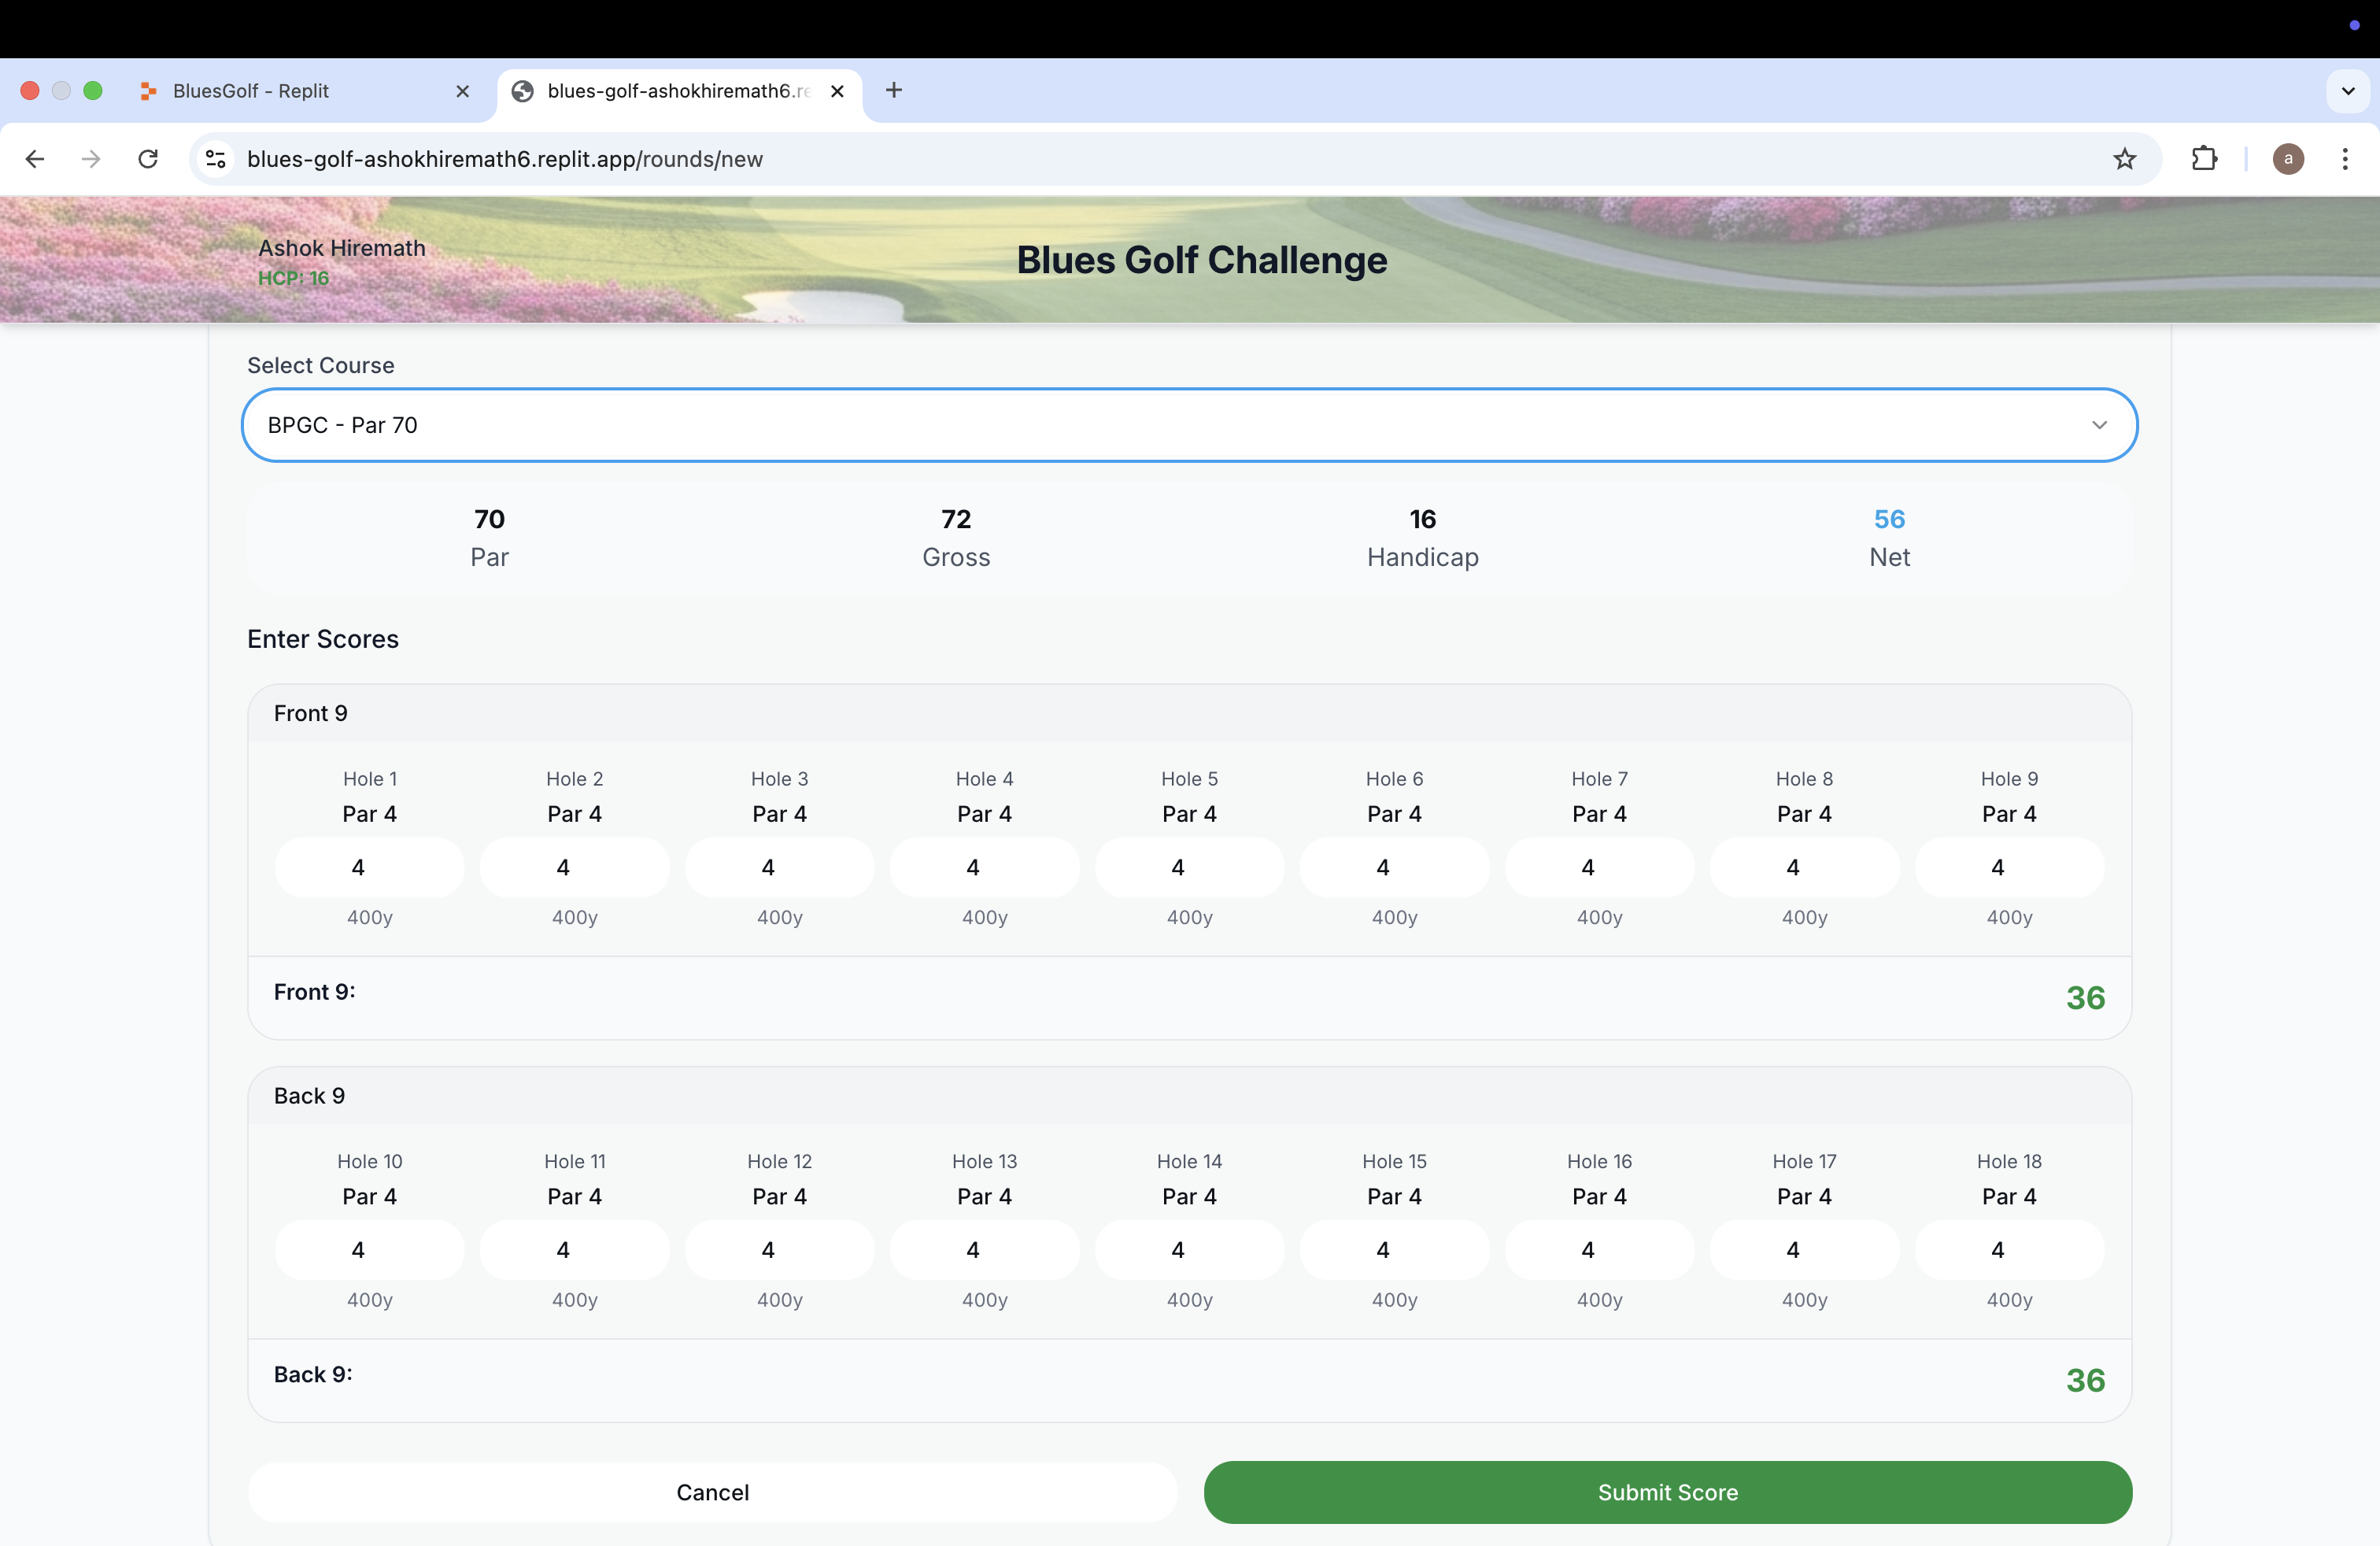 BluesGolf - Replit
blues-golf-ashokhiremath6.re
blues-golf-ashokhiremath6.replit.app/rounds/new
a
Ashok Hiremath
HCP: 16
Blues Golf Challenge
Select Course
BPGC - Par 70
70 72 16 56
Par Gross Handicap Net
Enter Scores
Front 9
Hole 1 Hole 2 Hole 3 Hole 4 Hole 5 Hole 6 Hole 7 Hole 8 Hole 9
Par 4 Par 4 Par 4 Par 4 Par 4 Par 4 Par 4 Par 4 Par 4
4 4 4 4 4 4 4 4 4
400y 400y 400y 400y 400y 400y 400y 400y 400y
Front 9: 36
Back 9
Hole 10 Hole 11 Hole 12 Hole 13 Hole 14 Hole 15 Hole 16 Hole 17 Hole 18
Par 4 Par 4 Par 4 Par 4 Par 4 Par 4 Par 4 Par 4 Par 4
4 4 4 4 4 4 4 4 4
400y 400y 400y 400y 400y 400y 400y 400y 400y
Back 9: 36
Cancel Submit Score